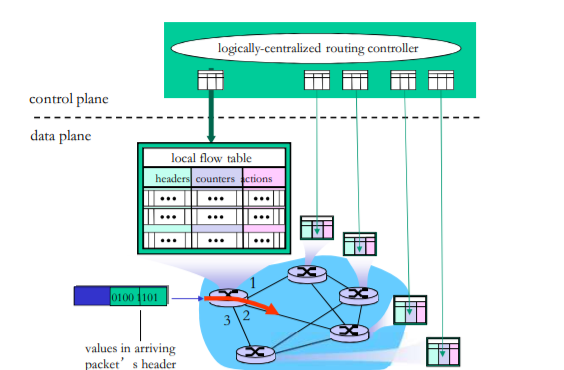 logically-centralized routing controller
control plane
data plane
local flow table
headers counters actions
•••  •••  •••
•••  •••  •••
•••  •••  •••
1
0100 1101
3 2
values in arriving
packet’ s header